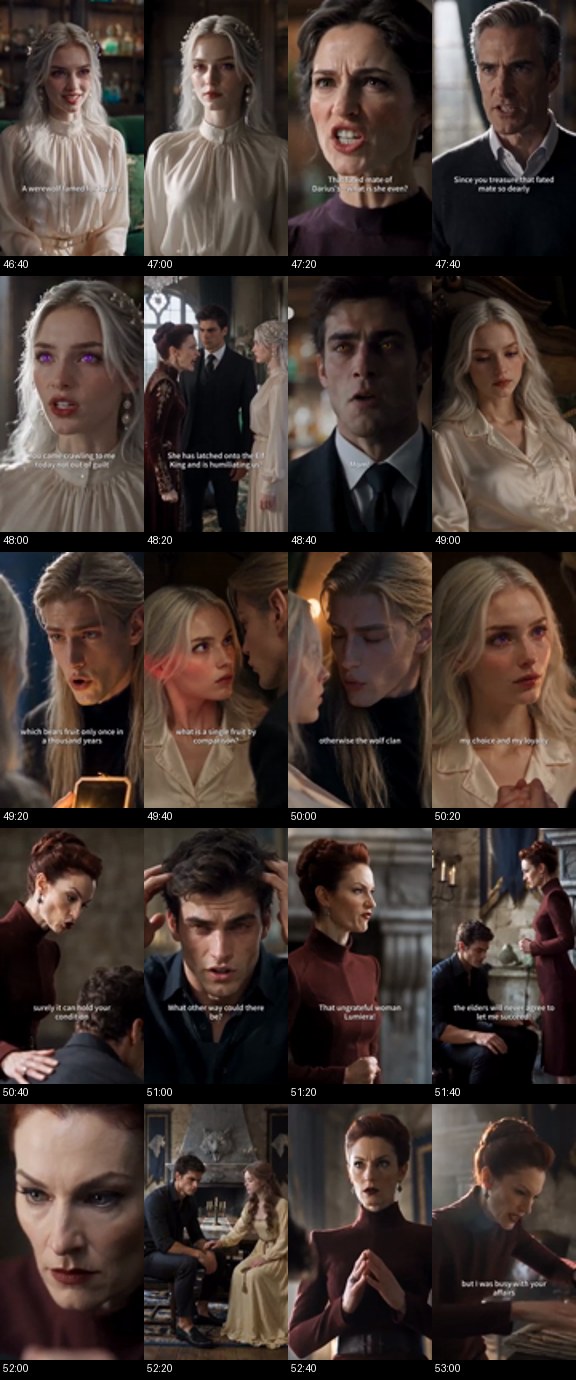 A werewolf famed
46:40
47:00
47:20
47:40
That fated mate of
Darius's, what is she even?
Since you treasure that fated
mate so dearly
48:00
48:20
48:40
49:00
came crawling to me
today not out of guilt
She has latched onto the Elf
King and is humiliating us
49:20
49:40
50:00
50:20
which bears fruit only once in
a thousand years
what is a single fruit by
comparison?
otherwise the wolf clan
my choice and my loyalty
50:40
51:00
51:20
51:40
surely it can hold your
condition
What other way could there
be?
That ungrateful woman
Lumiera!
the elders will never agree to
let me succeed!
52:00
52:20
52:40
53:00
but I was busy with your
affairs